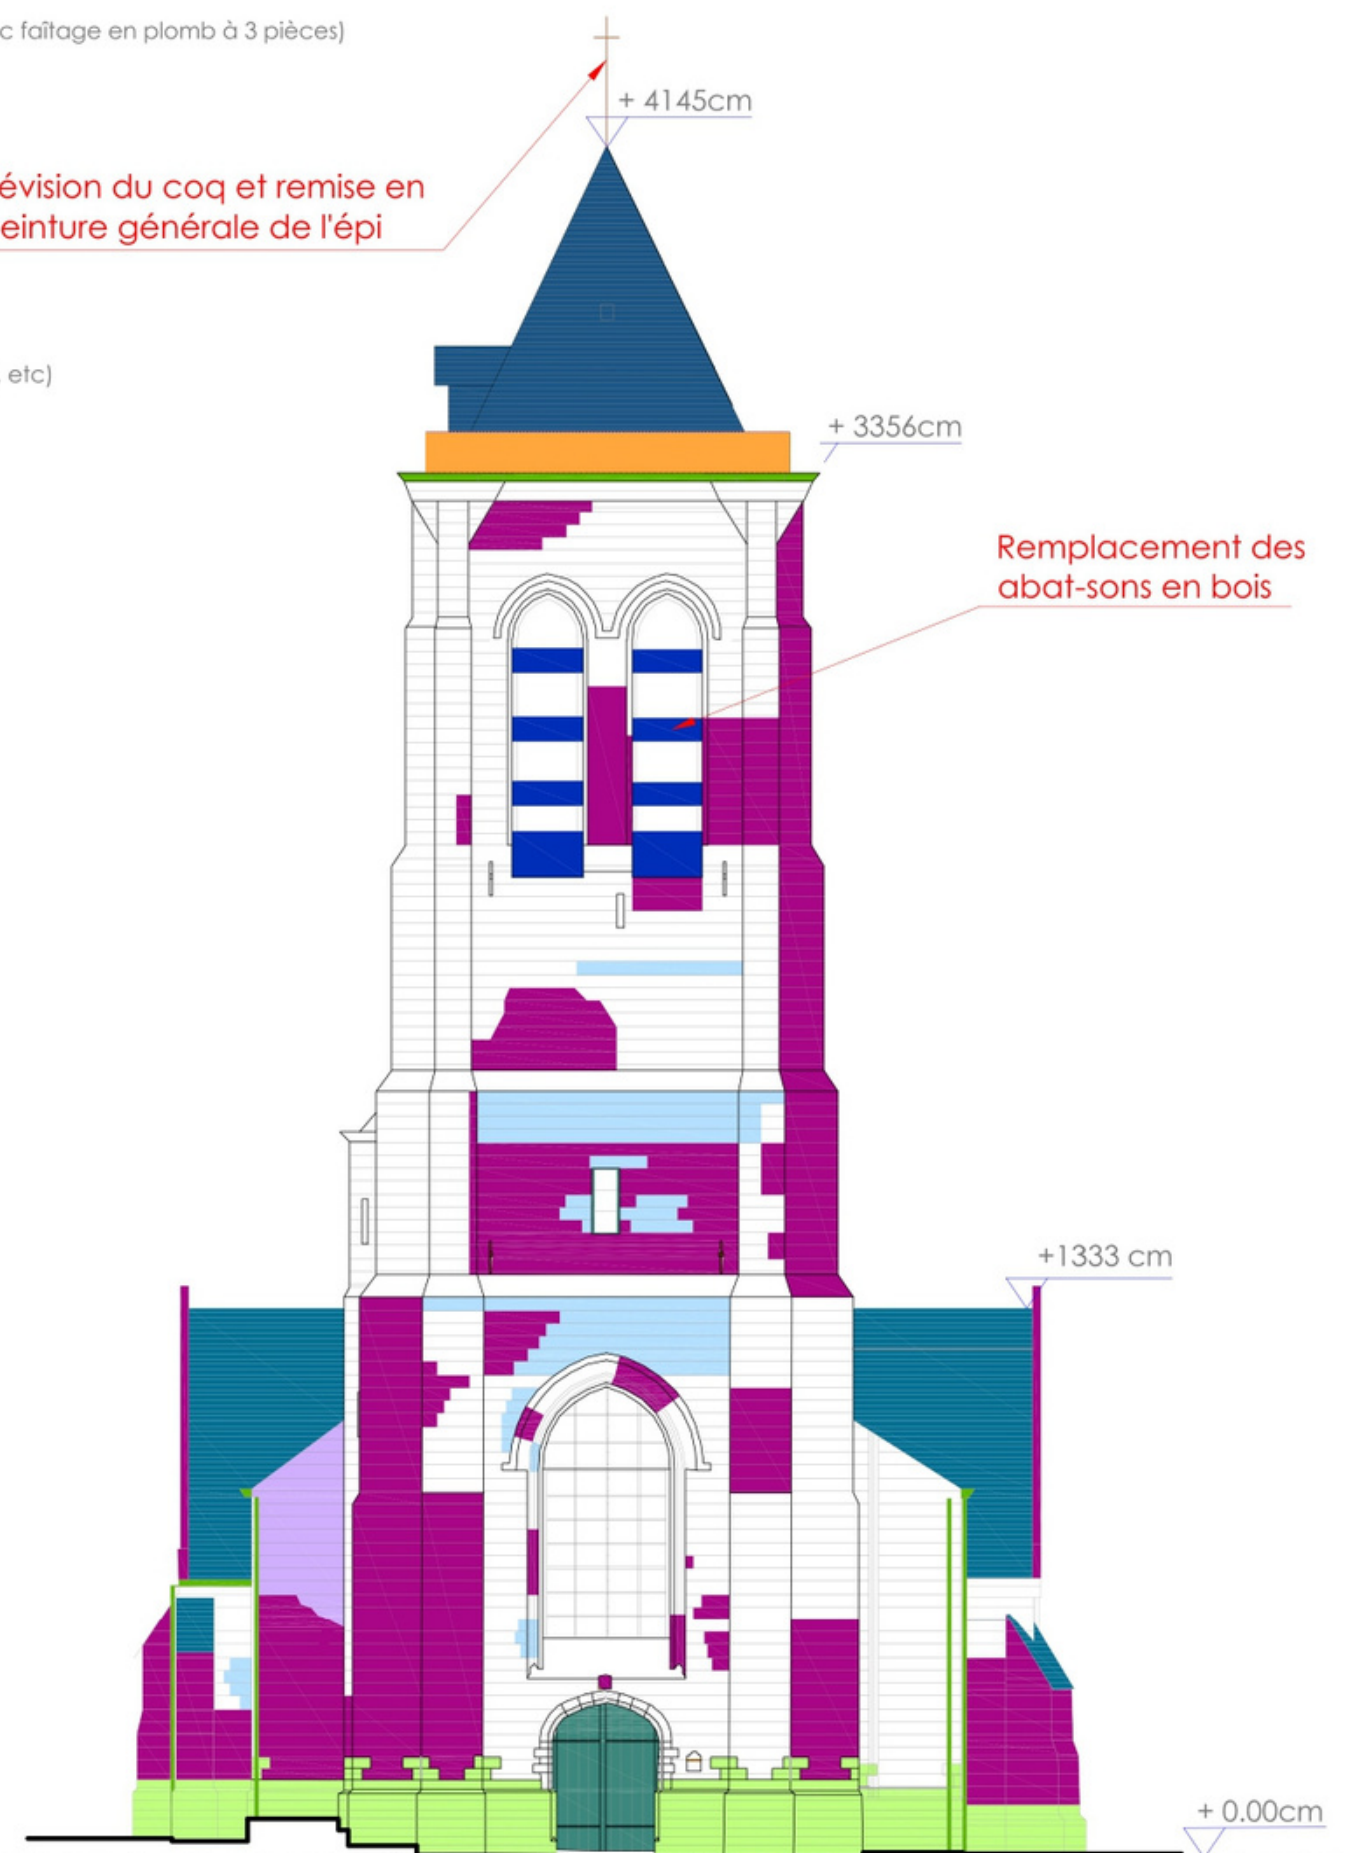 c faîtage en plomb à 3 pièces)
+ 4145cm
évision du coq et remise en
einture générale de l'épi
etc)
+ 3356cm
Remplacement des
abat-sons en bois
+1333 cm
+ 0.00cm